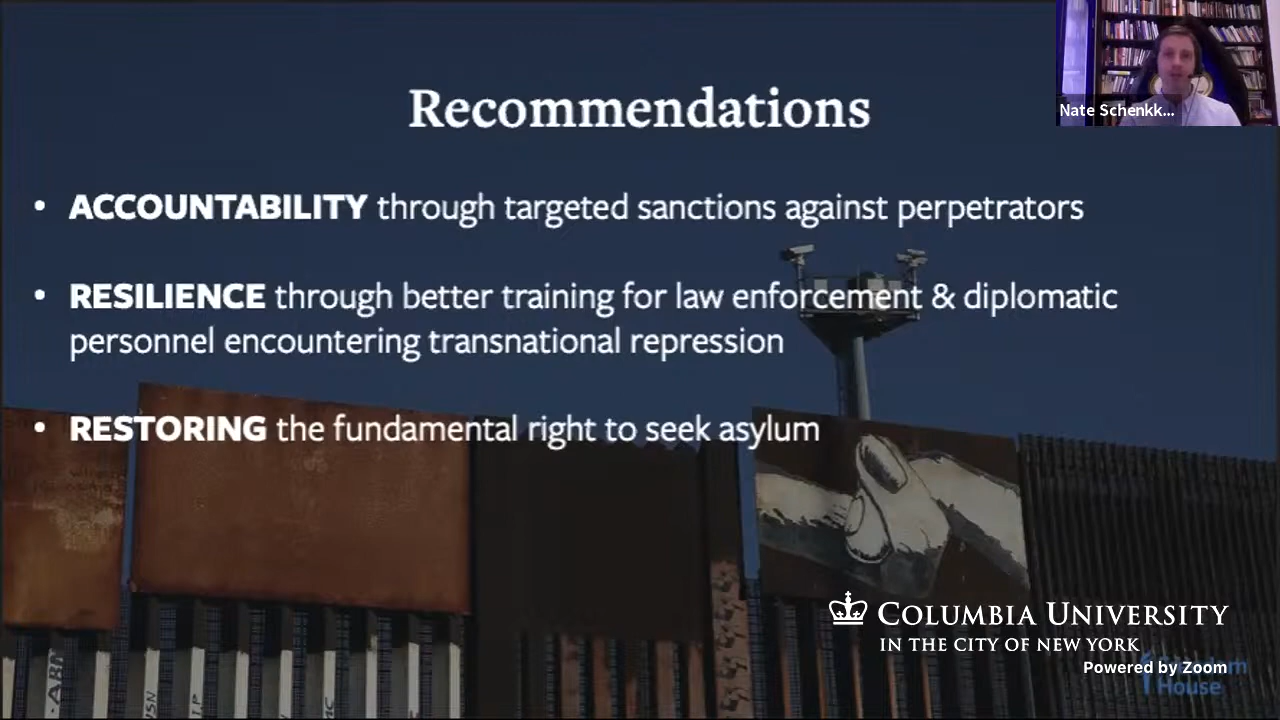 Recommendations
Nate Schenkk...
• ACCOUNTABILITY through targeted sanctions against perpetrators
• RESILIENCE through better training for law enforcement & diplomatic
personnel encountering transnational repression
• RESTORING the fundamental right to seek asylum
COLUMBIA UNIVERSITY
IN THE CITY OF NEW YORK
Powered by Zoom
House